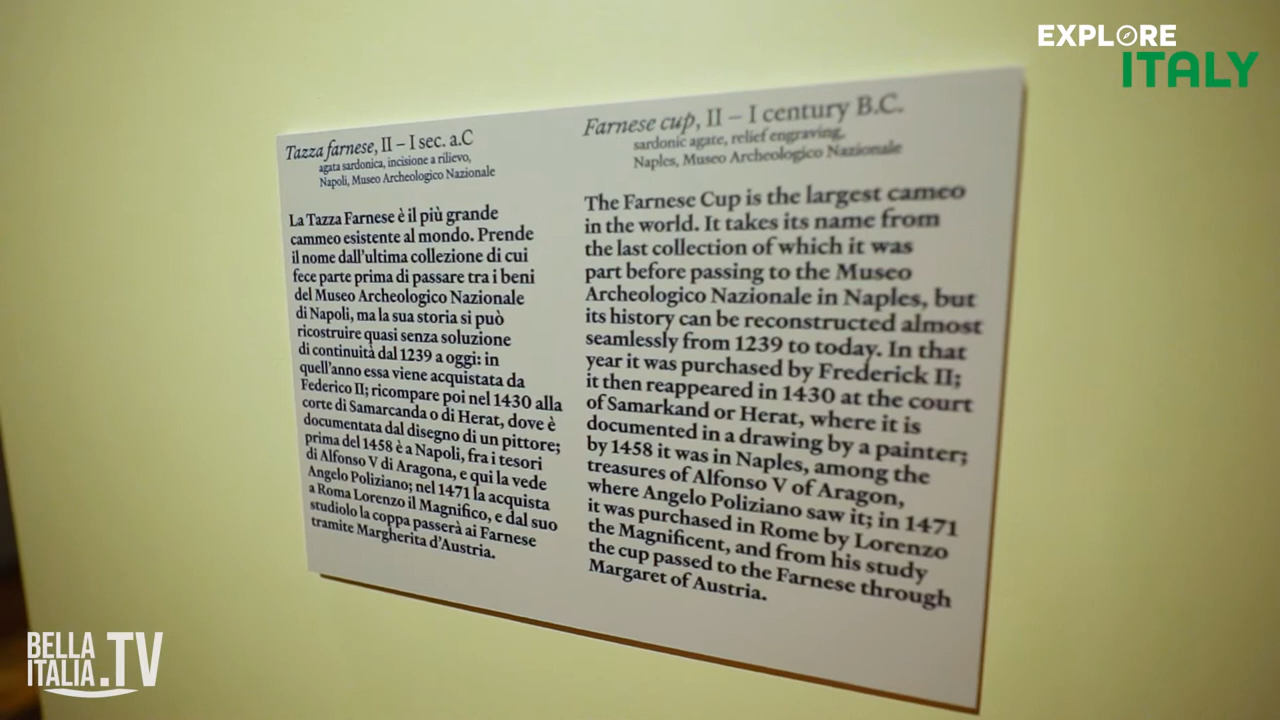 EXPLORE
ITALY
Tazza farnese, II – I sec. a.C
agata sardonica, incisione a rilievo,
Napoli, Museo Archeologico Nazionale
La Tazza Farnese è il più grande
cammeo esistente al mondo. Prende
il nome dall'ultima collezione di cui
fece parte prima di passare tra i beni
del Museo Archeologico Nazionale
di Napoli, ma la sua storia si può
ricostruire quasi senza soluzione
di continuità dal 1239 a oggi: in
quell'anno essa viene acquistata da
Federico II; ricompare poi nel 1430 alla
corte di Samarcanda o di Herat, dove è
documentata dal disegno di un pittore;
prima del 1458 è a Napoli, fra i tesori
di Alfonso V di Aragona, e qui la vede
Angelo Poliziano; nel 1471 la acquista
a Roma Lorenzo il Magnifico, e dal suo
studiolo la coppa passerà ai Farnese
tramite Margherita d'Austria.
Farnese cup, II – I century B.C.
sardonic agate, relief engraving,
Naples, Museo Archeologico Nazionale
The Farnese Cup is the largest cameo
in the world. It takes its name from
the last collection of which it was
part before passing to the Museo
Archeologico Nazionale in Naples, but
its history can be reconstructed almost
seamlessly from 1239 to today. In that
year it was purchased by Frederick II;
it then reappeared in 1430 at the court
of Samarkand or Herat, where it is
documented in a drawing by a painter;
by 1458 it was in Naples, among the
treasures of Alfonso V of Aragon,
where Angelo Poliziano saw it; in 1471
it was purchased in Rome by Lorenzo
the Magnificent, and from his study
the cup passed to the Farnese through
Margaret of Austria.
BELLA
ITALIA.TV